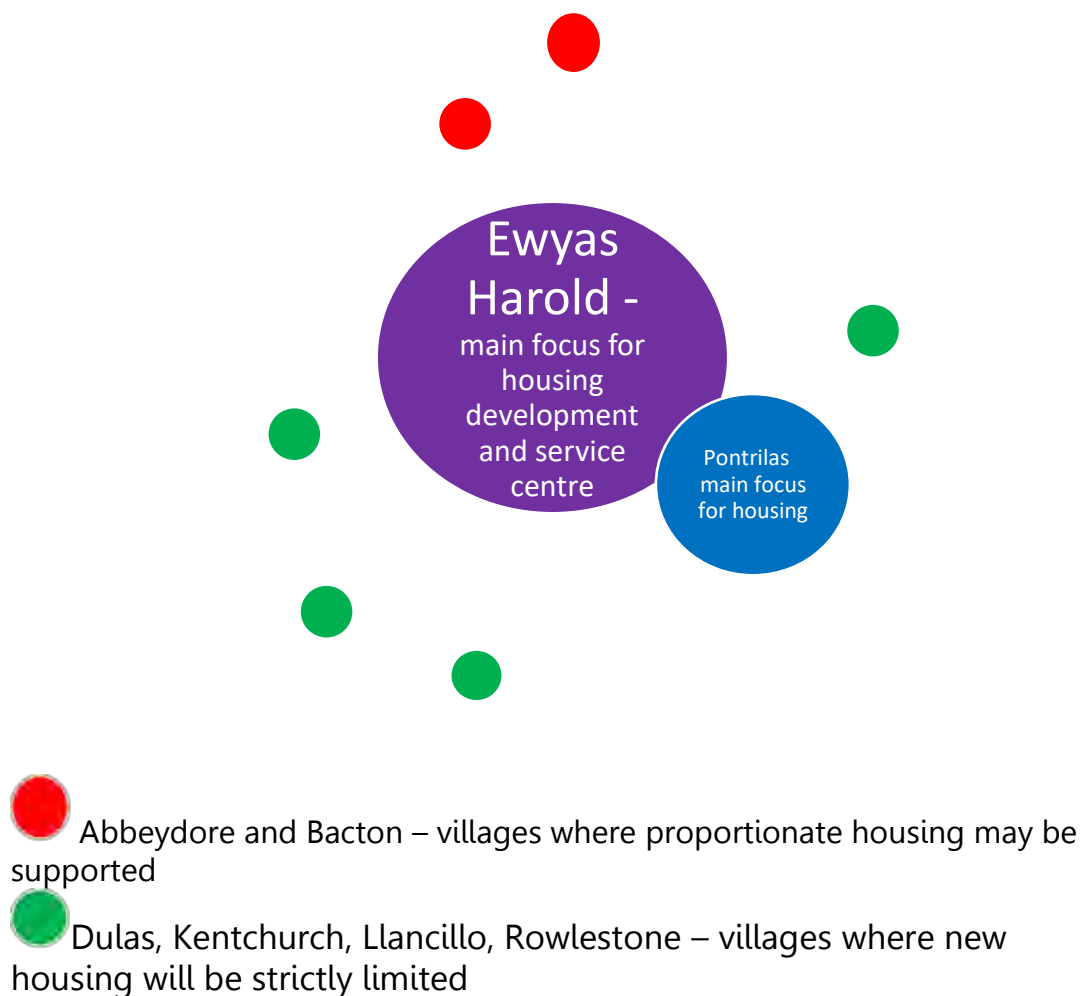 Ewyas
Harold -
main focus for
housing
development
and service
centre
Pontrilas
main focus
for housing
Abbeydore and Bacton – villages where proportionate housing may be
supported
Dulas, Kentchurch, Llancillo, Rowlestone – villages where new
housing will be strictly limited